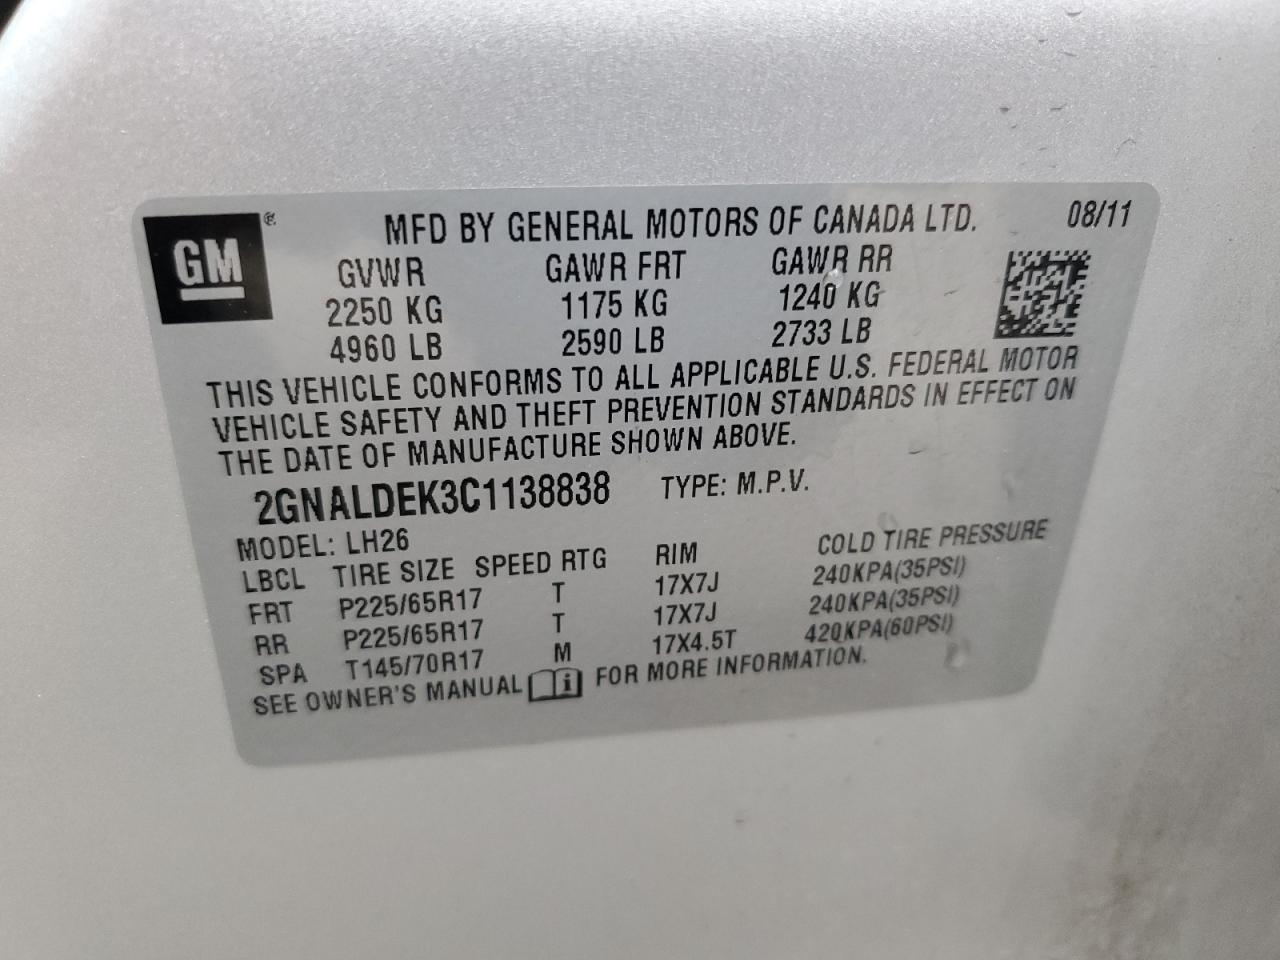 GM ® MFD BY GENERAL MOTORS OF CANADA LTD. 08/11
GVWR GAWR FRT GAWR RR
2250 KG 1175 KG 1240 KG
4960 LB 2590 LB 2733 LB
THIS VEHICLE CONFORMS TO ALL APPLICABLE U.S. FEDERAL MOTOR
VEHICLE SAFETY AND THEFT PREVENTION STANDARDS IN EFFECT ON
THE DATE OF MANUFACTURE SHOWN ABOVE.
2GNALDEK3C1138838 TYPE: M.P.V.
MODEL: LH26
LBCL TIRE SIZE SPEED RTG RIM COLD TIRE PRESSURE
FRT P225/65R17 T 17X7J 240KPA(35PSI)
RR P225/65R17 T 17X7J 240KPA(35PSI)
SPA T145/70R17 M 17X4.5T 420KPA(60PSI)
SEE OWNER'S MANUAL i FOR MORE INFORMATION.